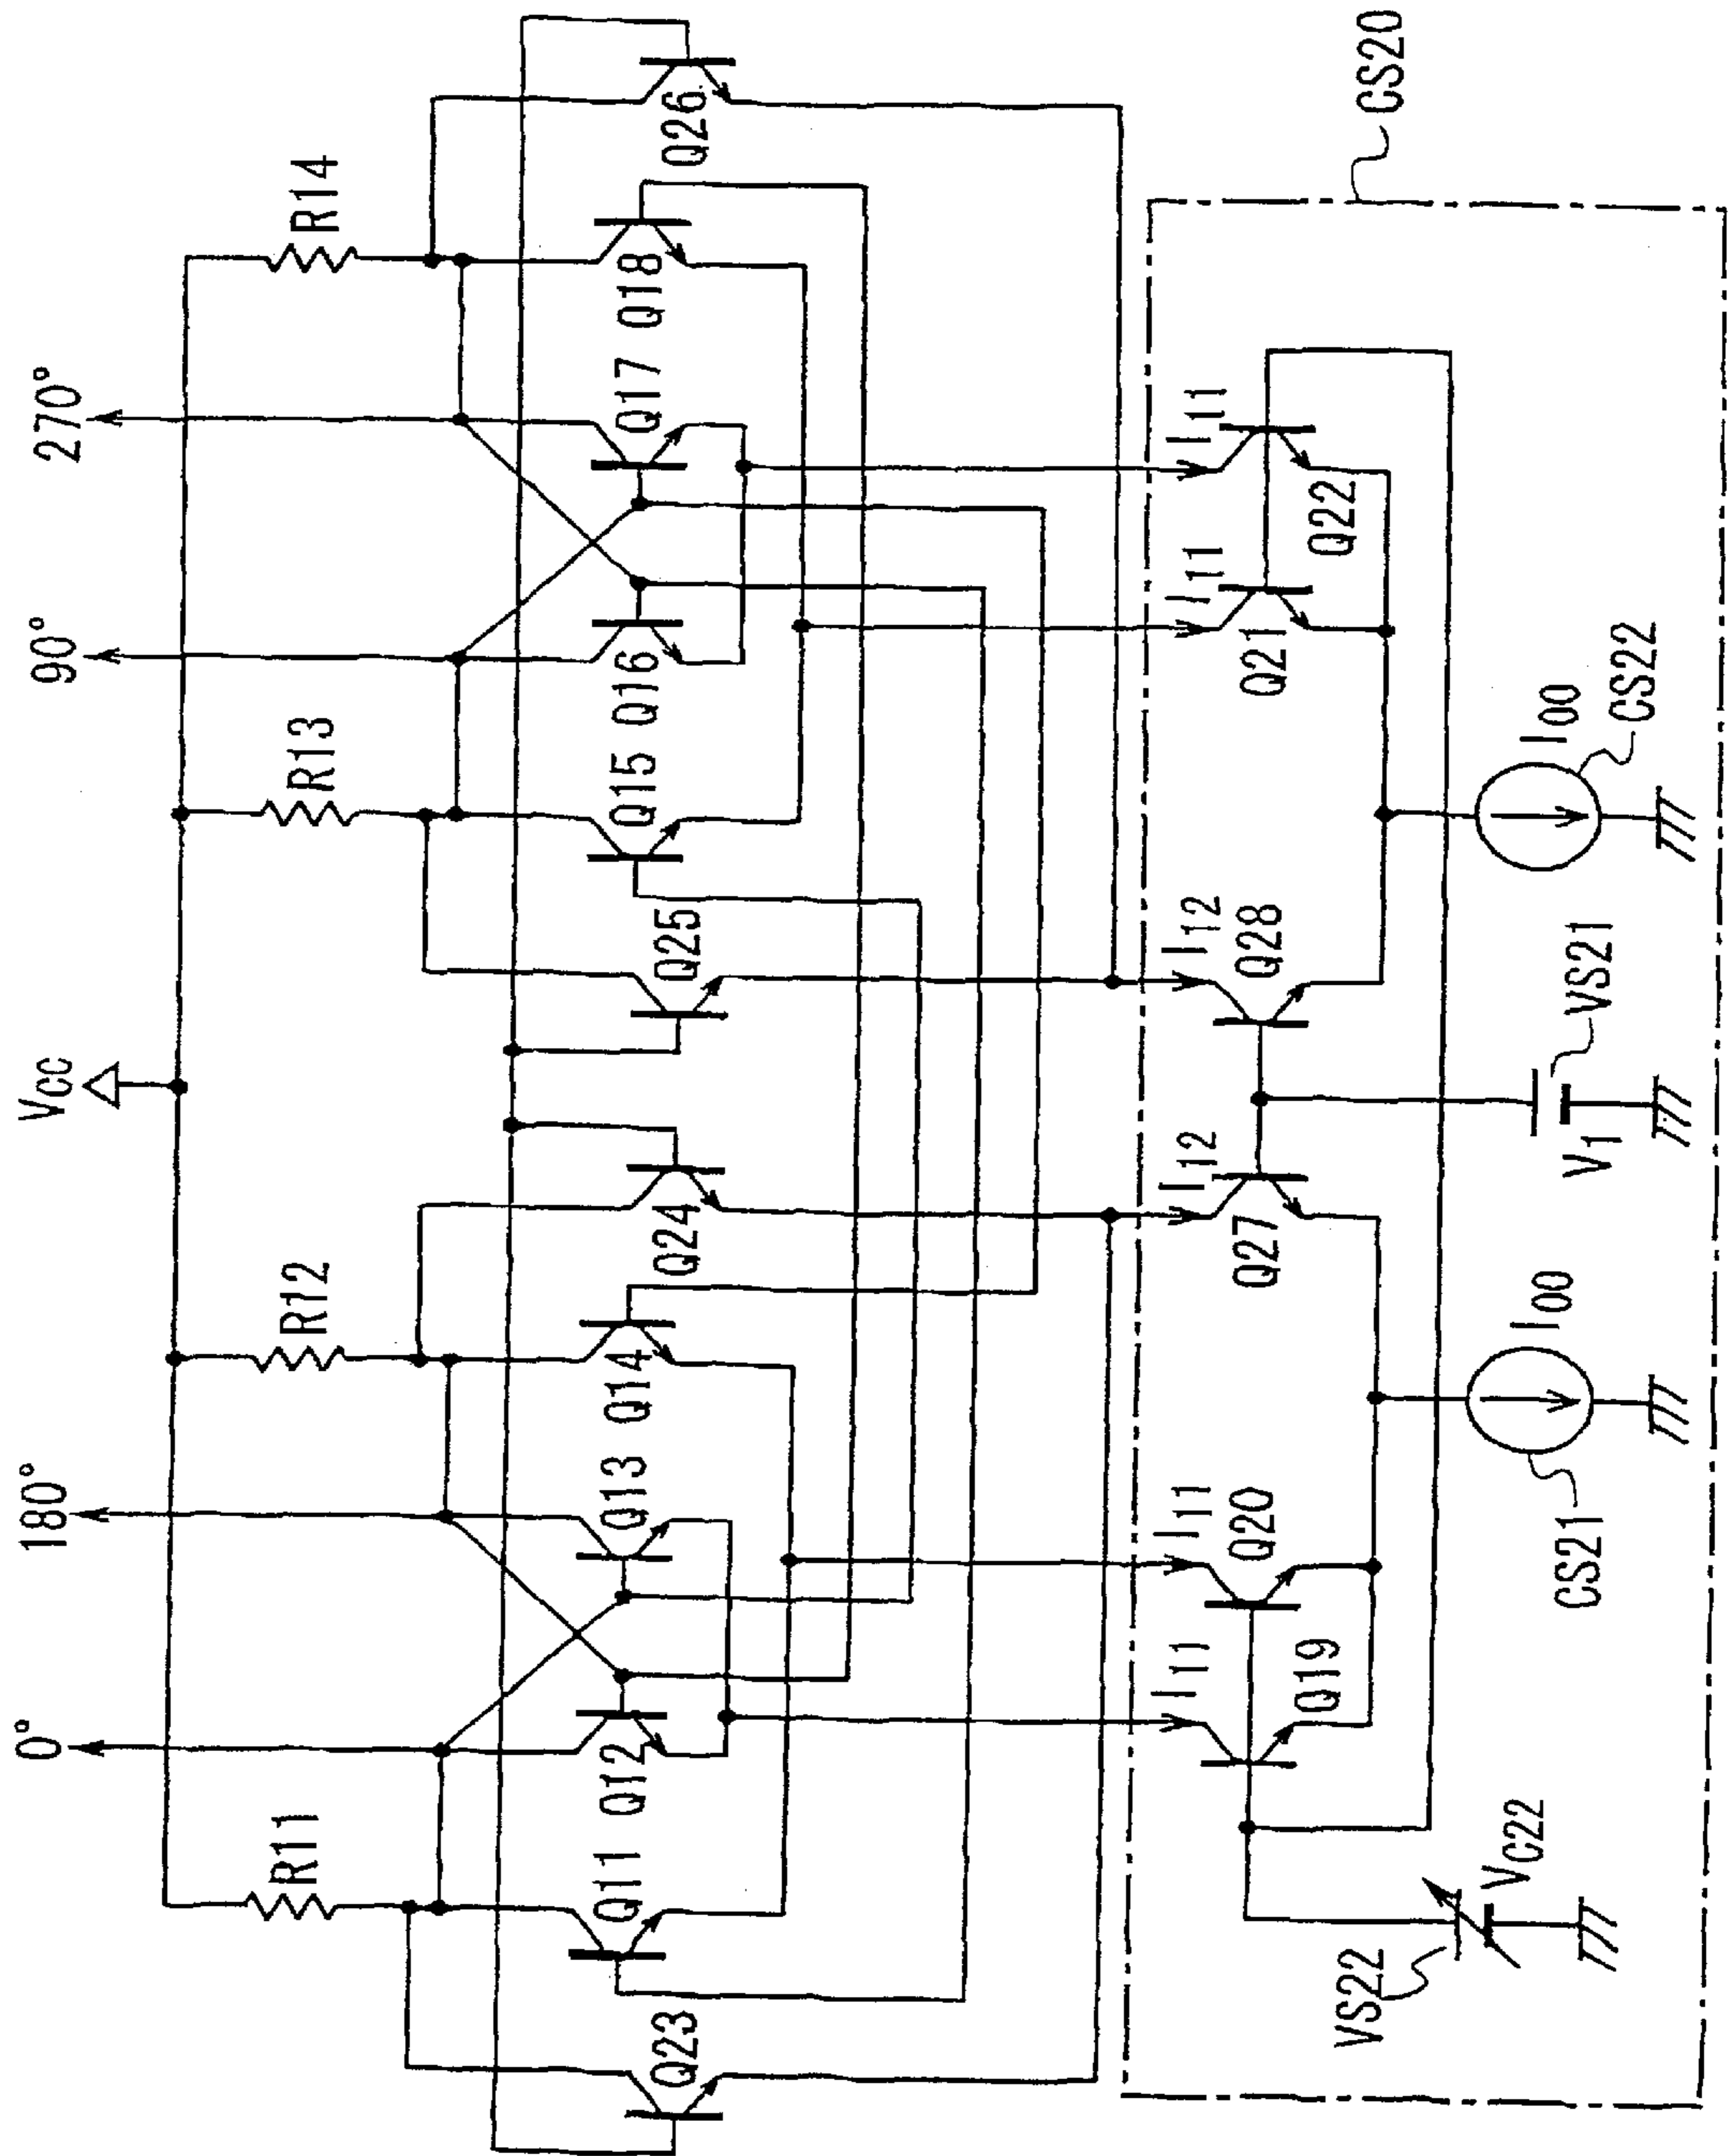 0°
180°
90°
270°
VCC
R11
R12
R13
R14
Q23
Q11
Q12
Q13
Q14
Q24
Q25
Q15
Q16
Q17
Q18
Q26
I11
I11
I12
I12
I11
I11
Q19
Q20
Q27
Q28
Q21
Q22
VS22
VC22
CS21
I00
V1
VS21
I00
CS22
CS20